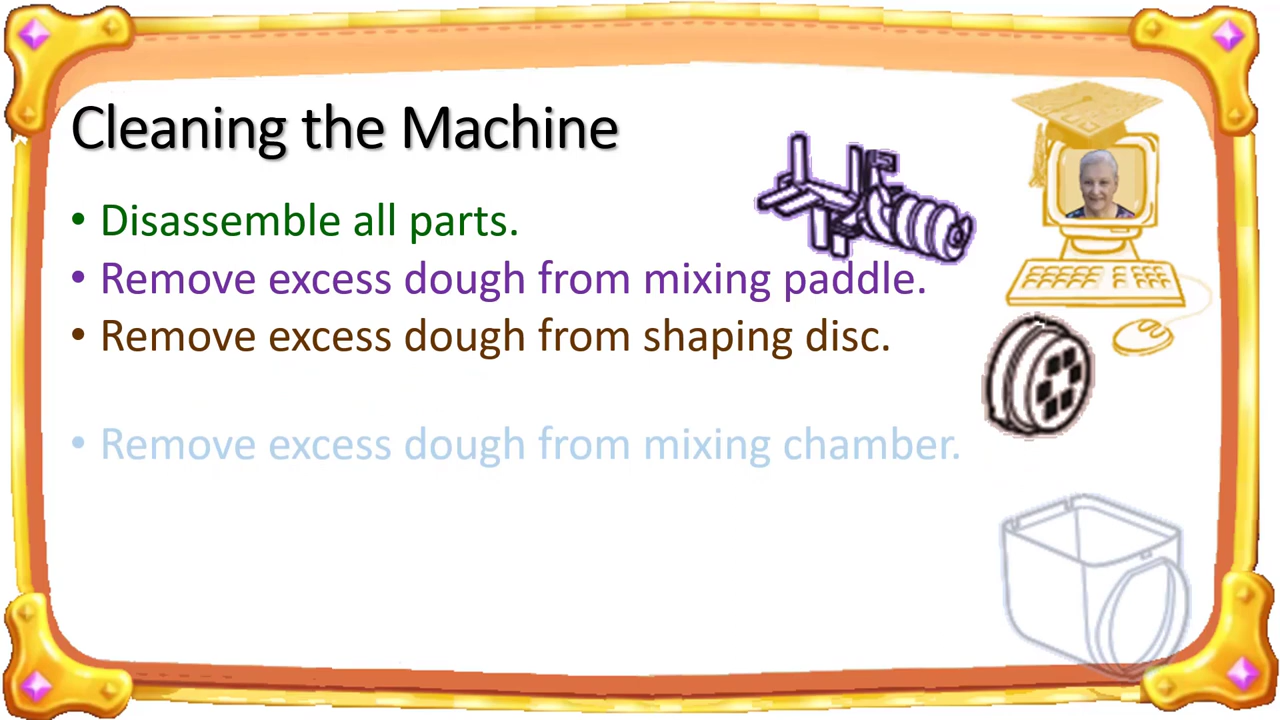 Cleaning the Machine
• Disassemble all parts.
• Remove excess dough from mixing paddle.
• Remove excess dough from shaping disc.
• Remove excess dough from mixing chamber.